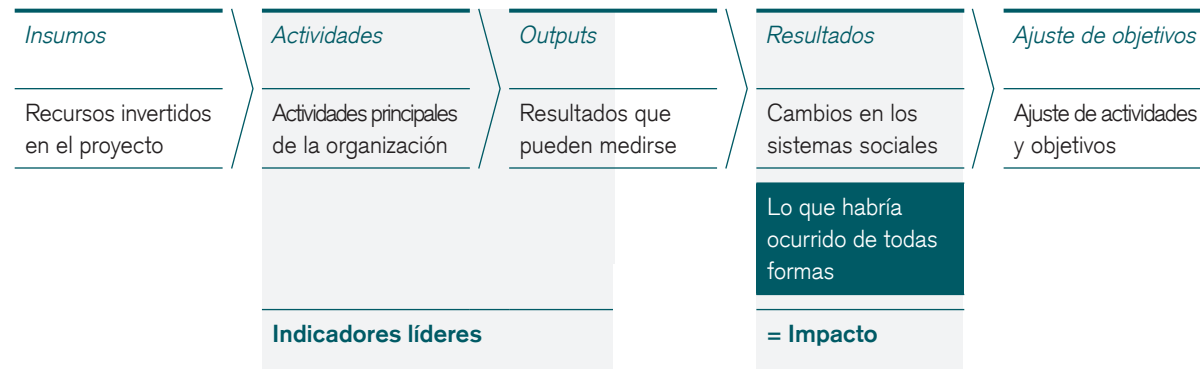 Insumos
Recursos invertidos
en el proyecto
Actividades
Actividades principales
de la organización
Outputs
Resultados que
pueden medirse
Resultados
Cambios en los
sistemas sociales
Ajuste de objetivos
Ajuste de actividades
y objetivos
Lo que habría
ocurrido de todas
formas
Indicadores líderes
= Impacto